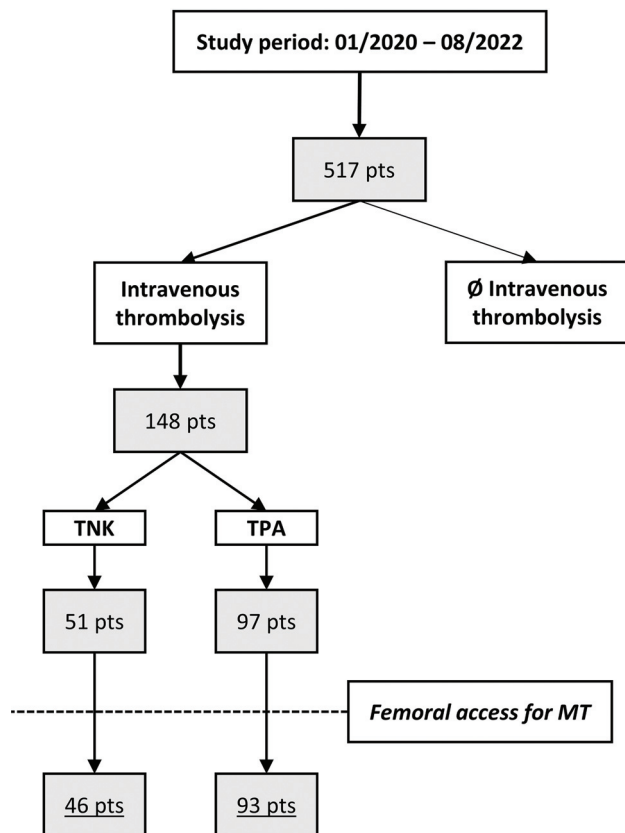 Study period: 01/2020 – 08/2022
517 pts
Intravenous
thrombolysis
Ø Intravenous
thrombolysis
148 pts
TNK
TPA
51 pts
97 pts
Femoral access for MT
46 pts
93 pts